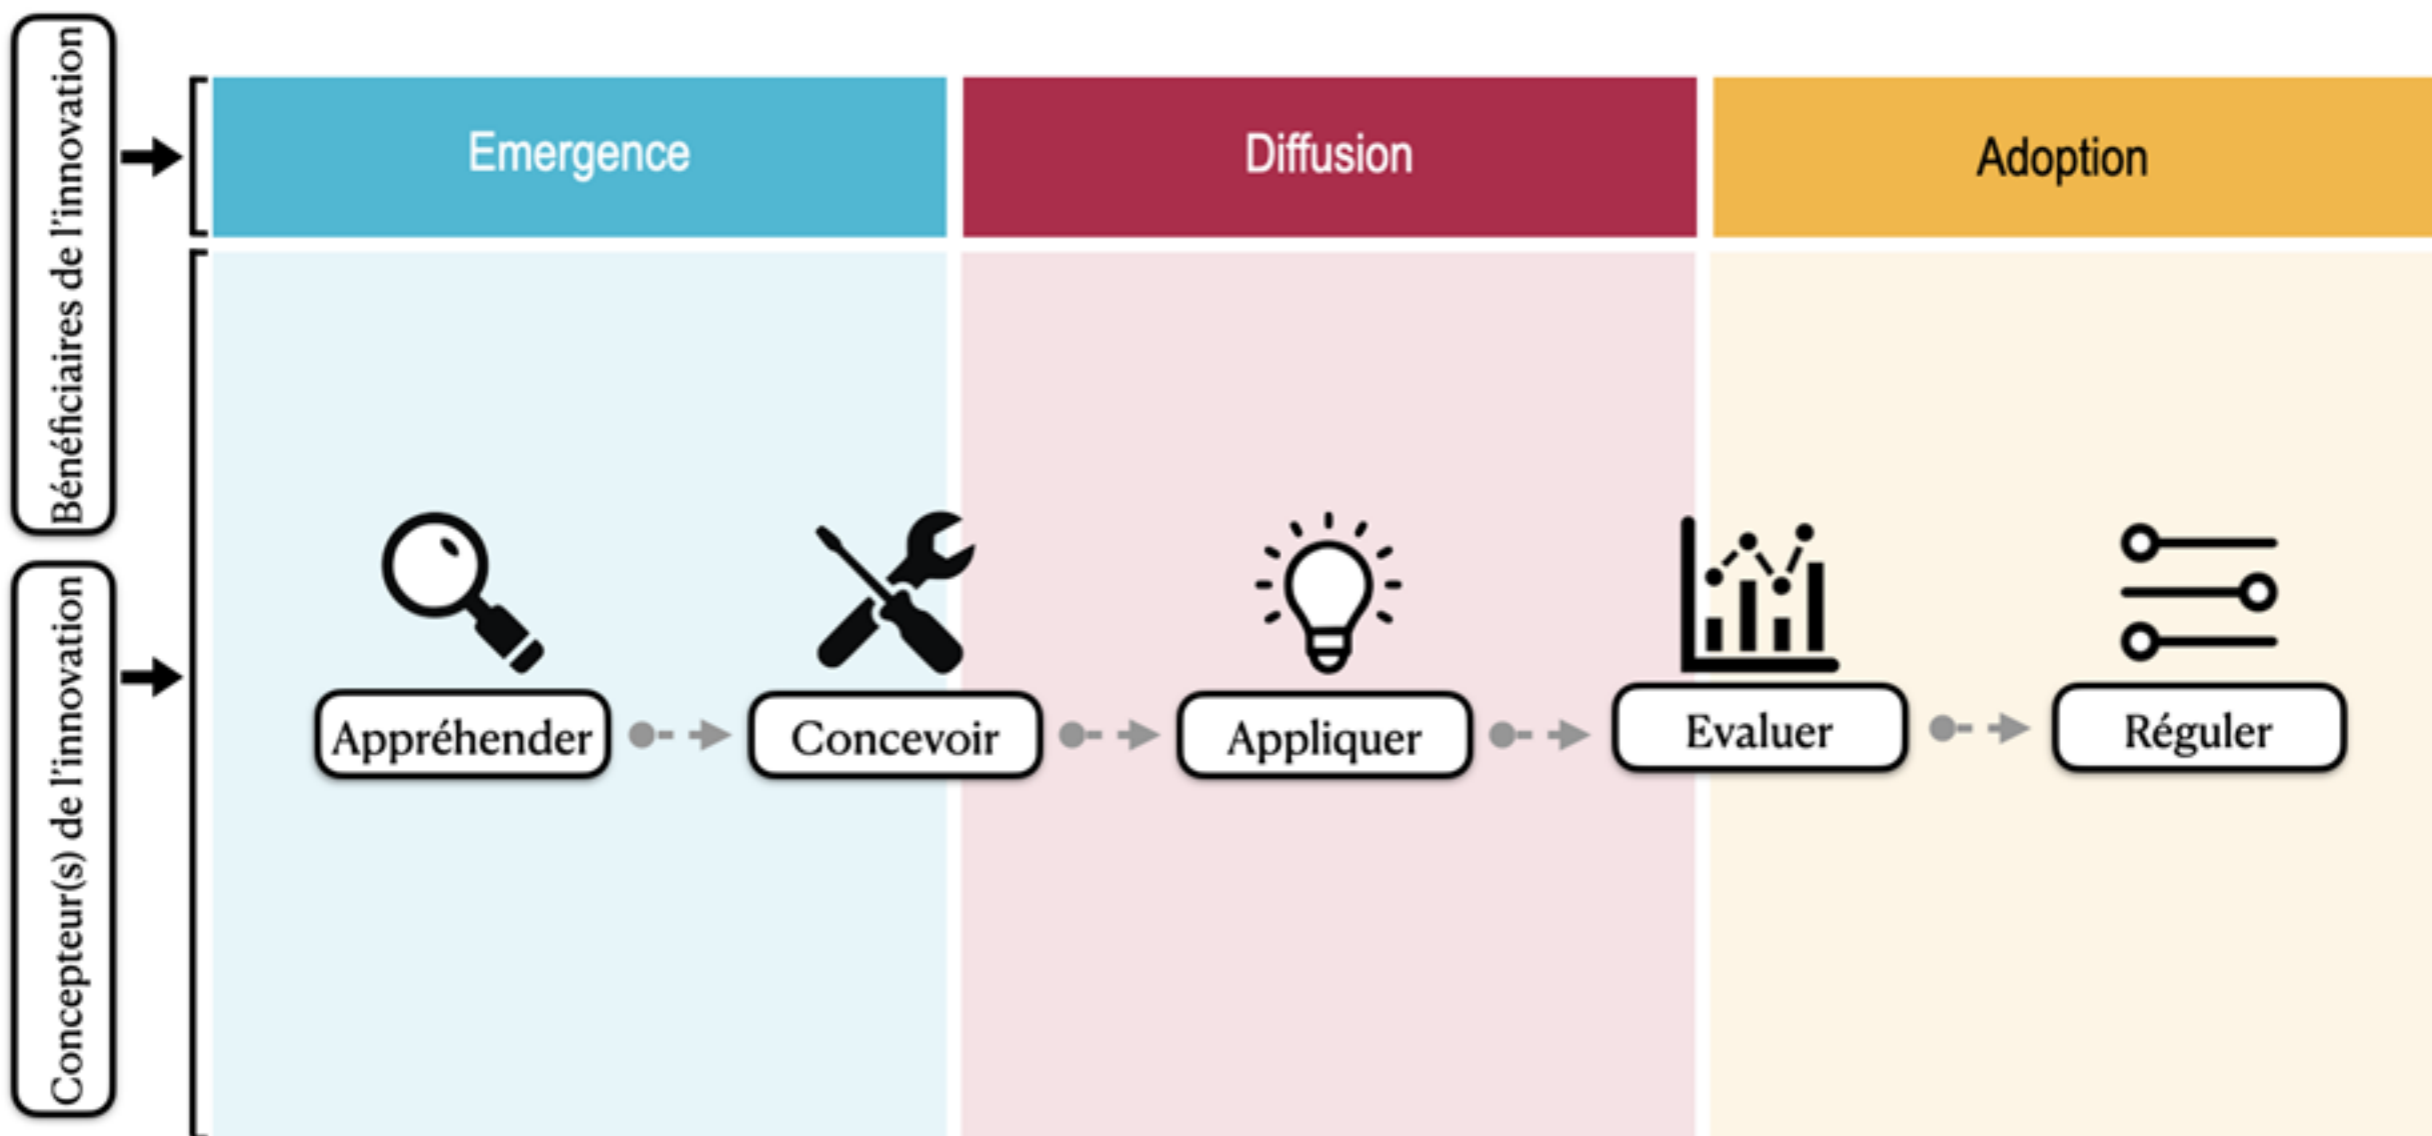 Bénéficiaires de l'innovation
Emergence
Diffusion
Adoption
Concepteur(s) de l'innovation
Appréhender
Concevoir
Appliquer
Evaluer
Réguler